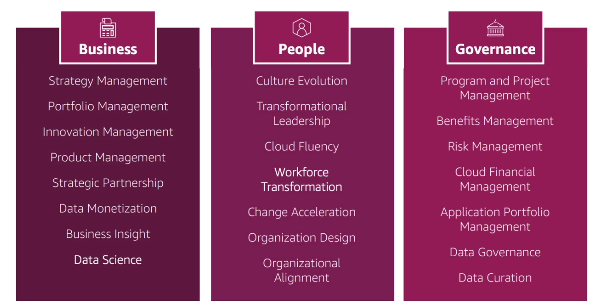 Business
Strategy Management
Portfolio Management
Innovation Management
Product Management
Strategic Partnership
Data Monetization
Business Insight
Data Science
People
Culture Evolution
Transformational
Leadership
Cloud Fluency
Workforce
Transformation
Change Acceleration
Organization Design
Organizational
Alignment
Governance
Program and Project
Management
Benefits Management
Risk Management
Cloud Financial
Management
Application Portfolio
Management
Data Governance
Data Curation